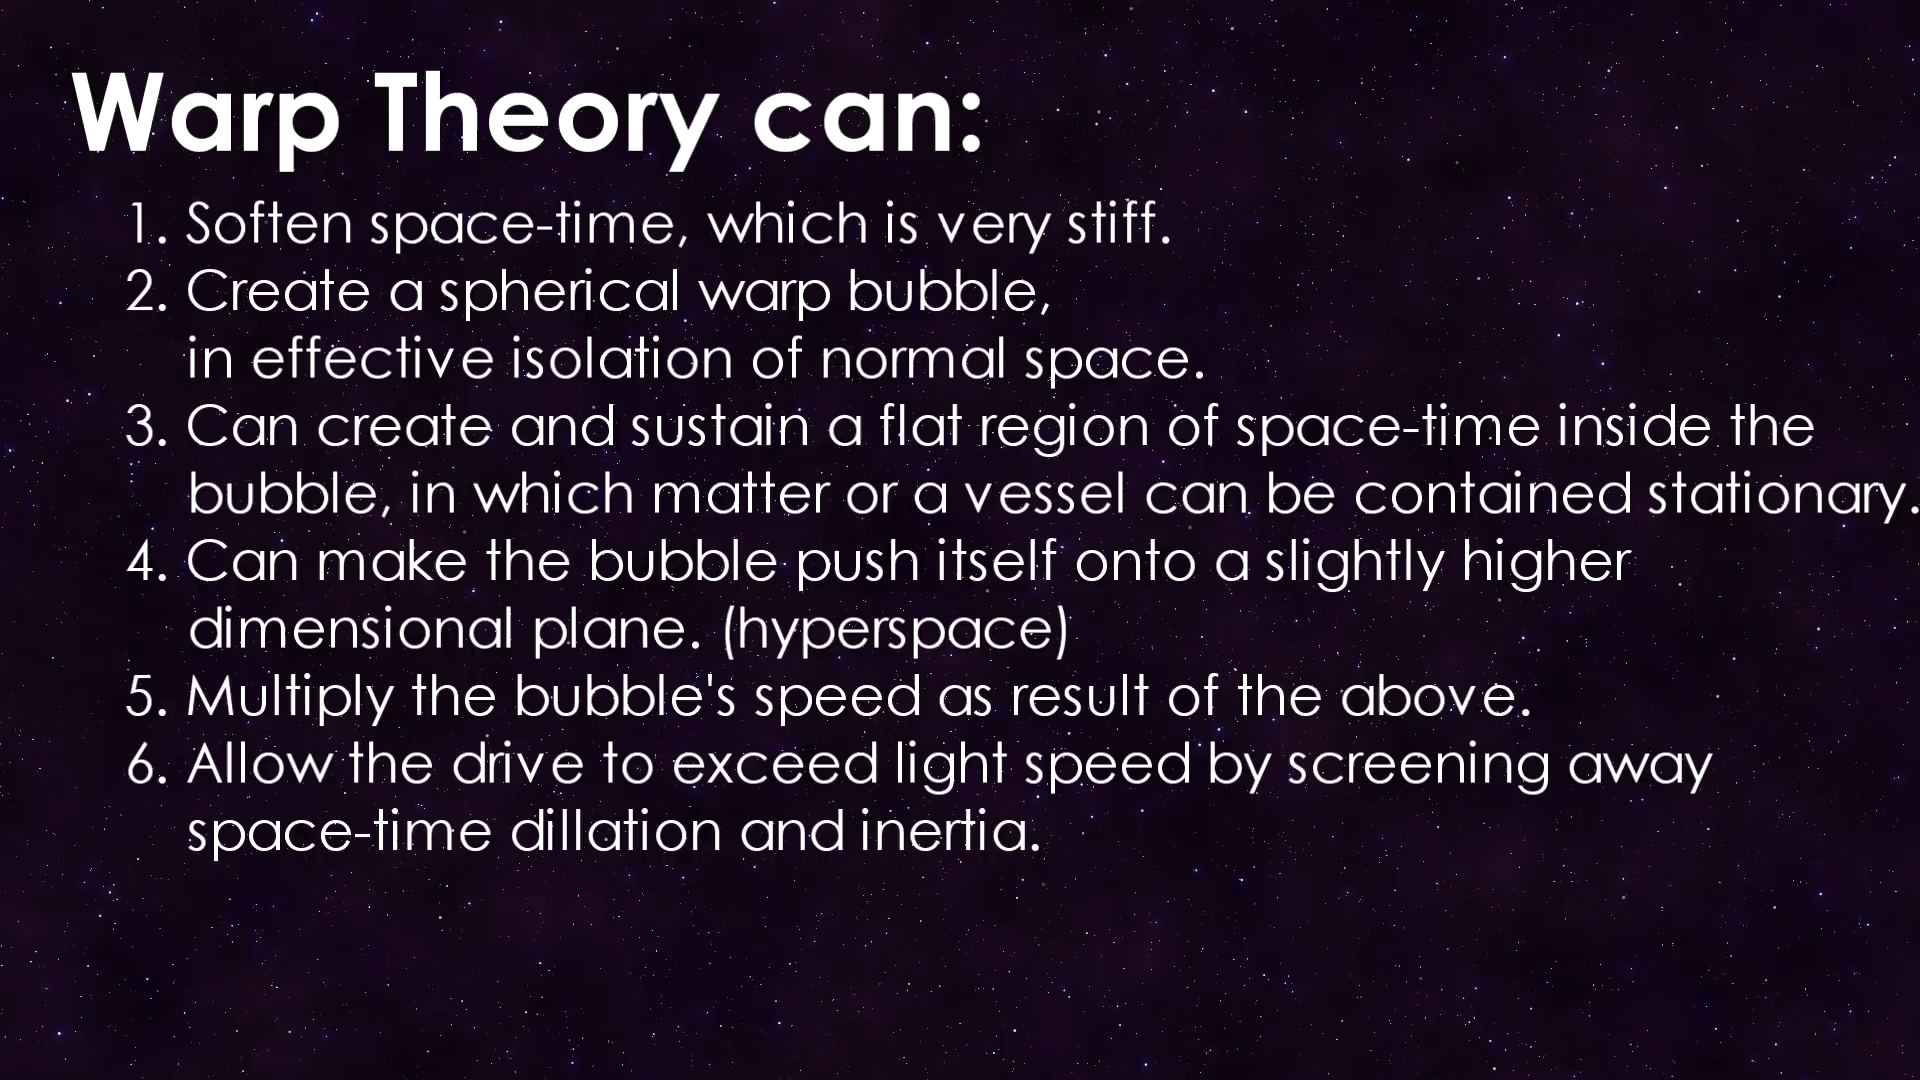 Warp Theory can:
1. Soften space-time, which is very stiff.
2. Create a spherical warp bubble,
in effective isolation of normal space.
3. Can create and sustain a flat region of space-time inside the
bubble, in which matter or a vessel can be contained stationary.
4. Can make the bubble push itself onto a slightly higher
dimensional plane. (hyperspace)
5. Multiply the bubble's speed as result of the above.
6. Allow the drive to exceed light speed by screening away
space-time dillation and inertia.